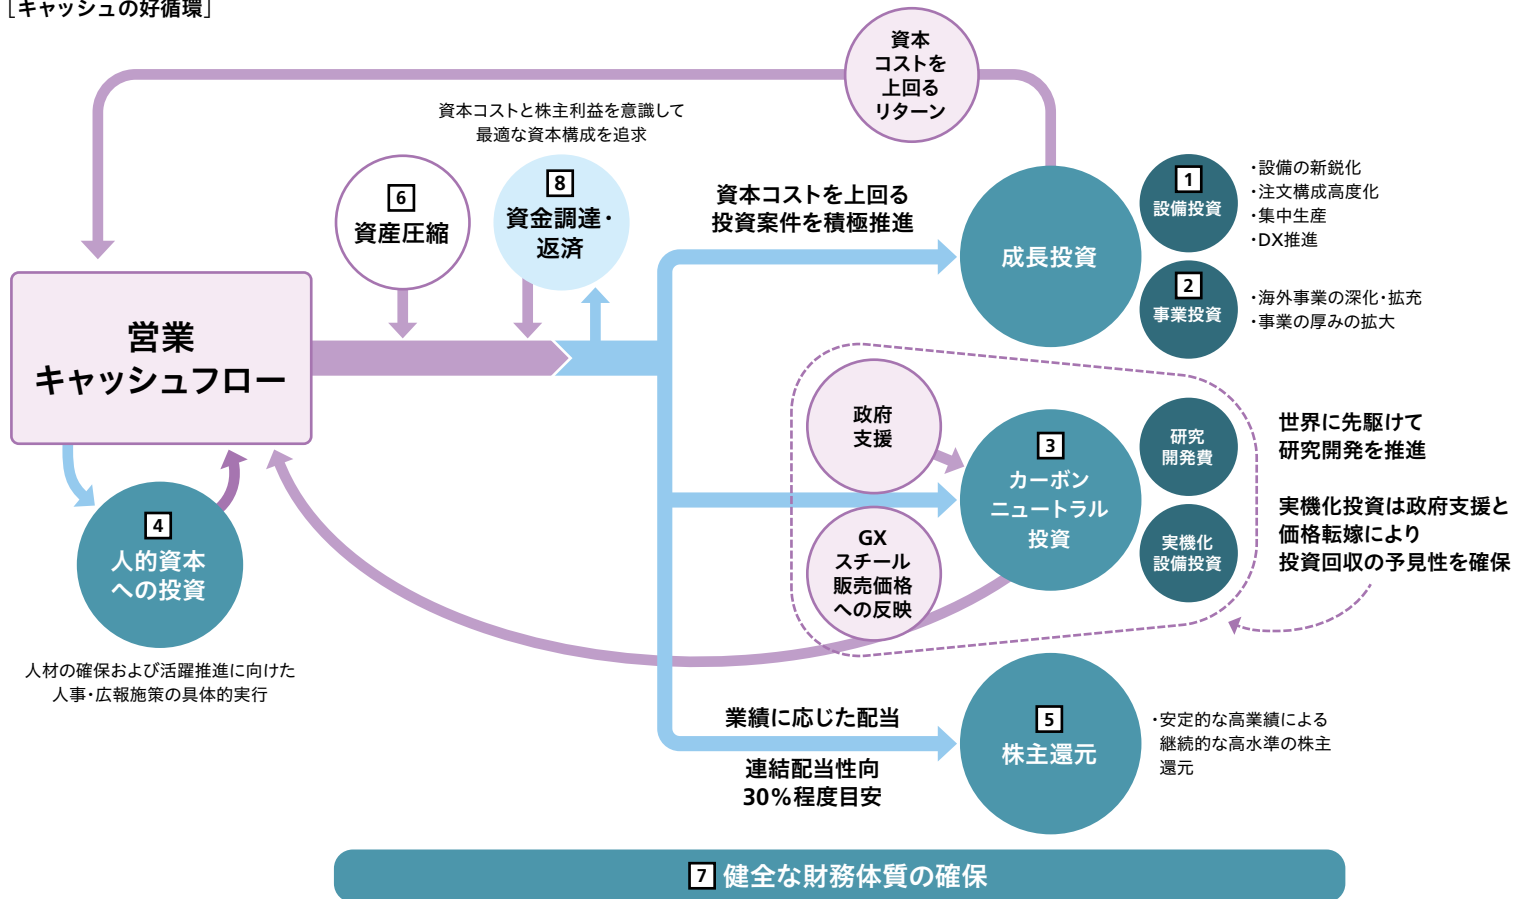 ［キャッシュの好循環］
資本
コストを
上回る
リターン
資本コストと株主利益を意識して
最適な資本構成を追求
6
資産圧縮
8
資金調達・
返済
資本コストを上回る
投資案件を積極推進
成長投資
1
設備投資
・設備の新鋭化
・注文構成高度化
・集中生産
・DX推進
2
事業投資
・海外事業の深化・拡充
・事業の厚みの拡大
営業
キャッシュフロー
政府
支援
3
カーボン
ニュートラル
投資
研究
開発費
世界に先駆けて
研究開発を推進
GX
スチール
販売価格
への反映
実機化
設備投資
実機化投資は政府支援と
価格転嫁により
投資回収の予見性を確保
4
人的資本
への投資
人材の確保および活躍推進に向けた
人事・広報施策の具体的実行
業績に応じた配当
連結配当性向
30%程度目安
5
株主還元
・安定的な高業績による
継続的な高水準の株主
還元
7 健全な財務体質の確保